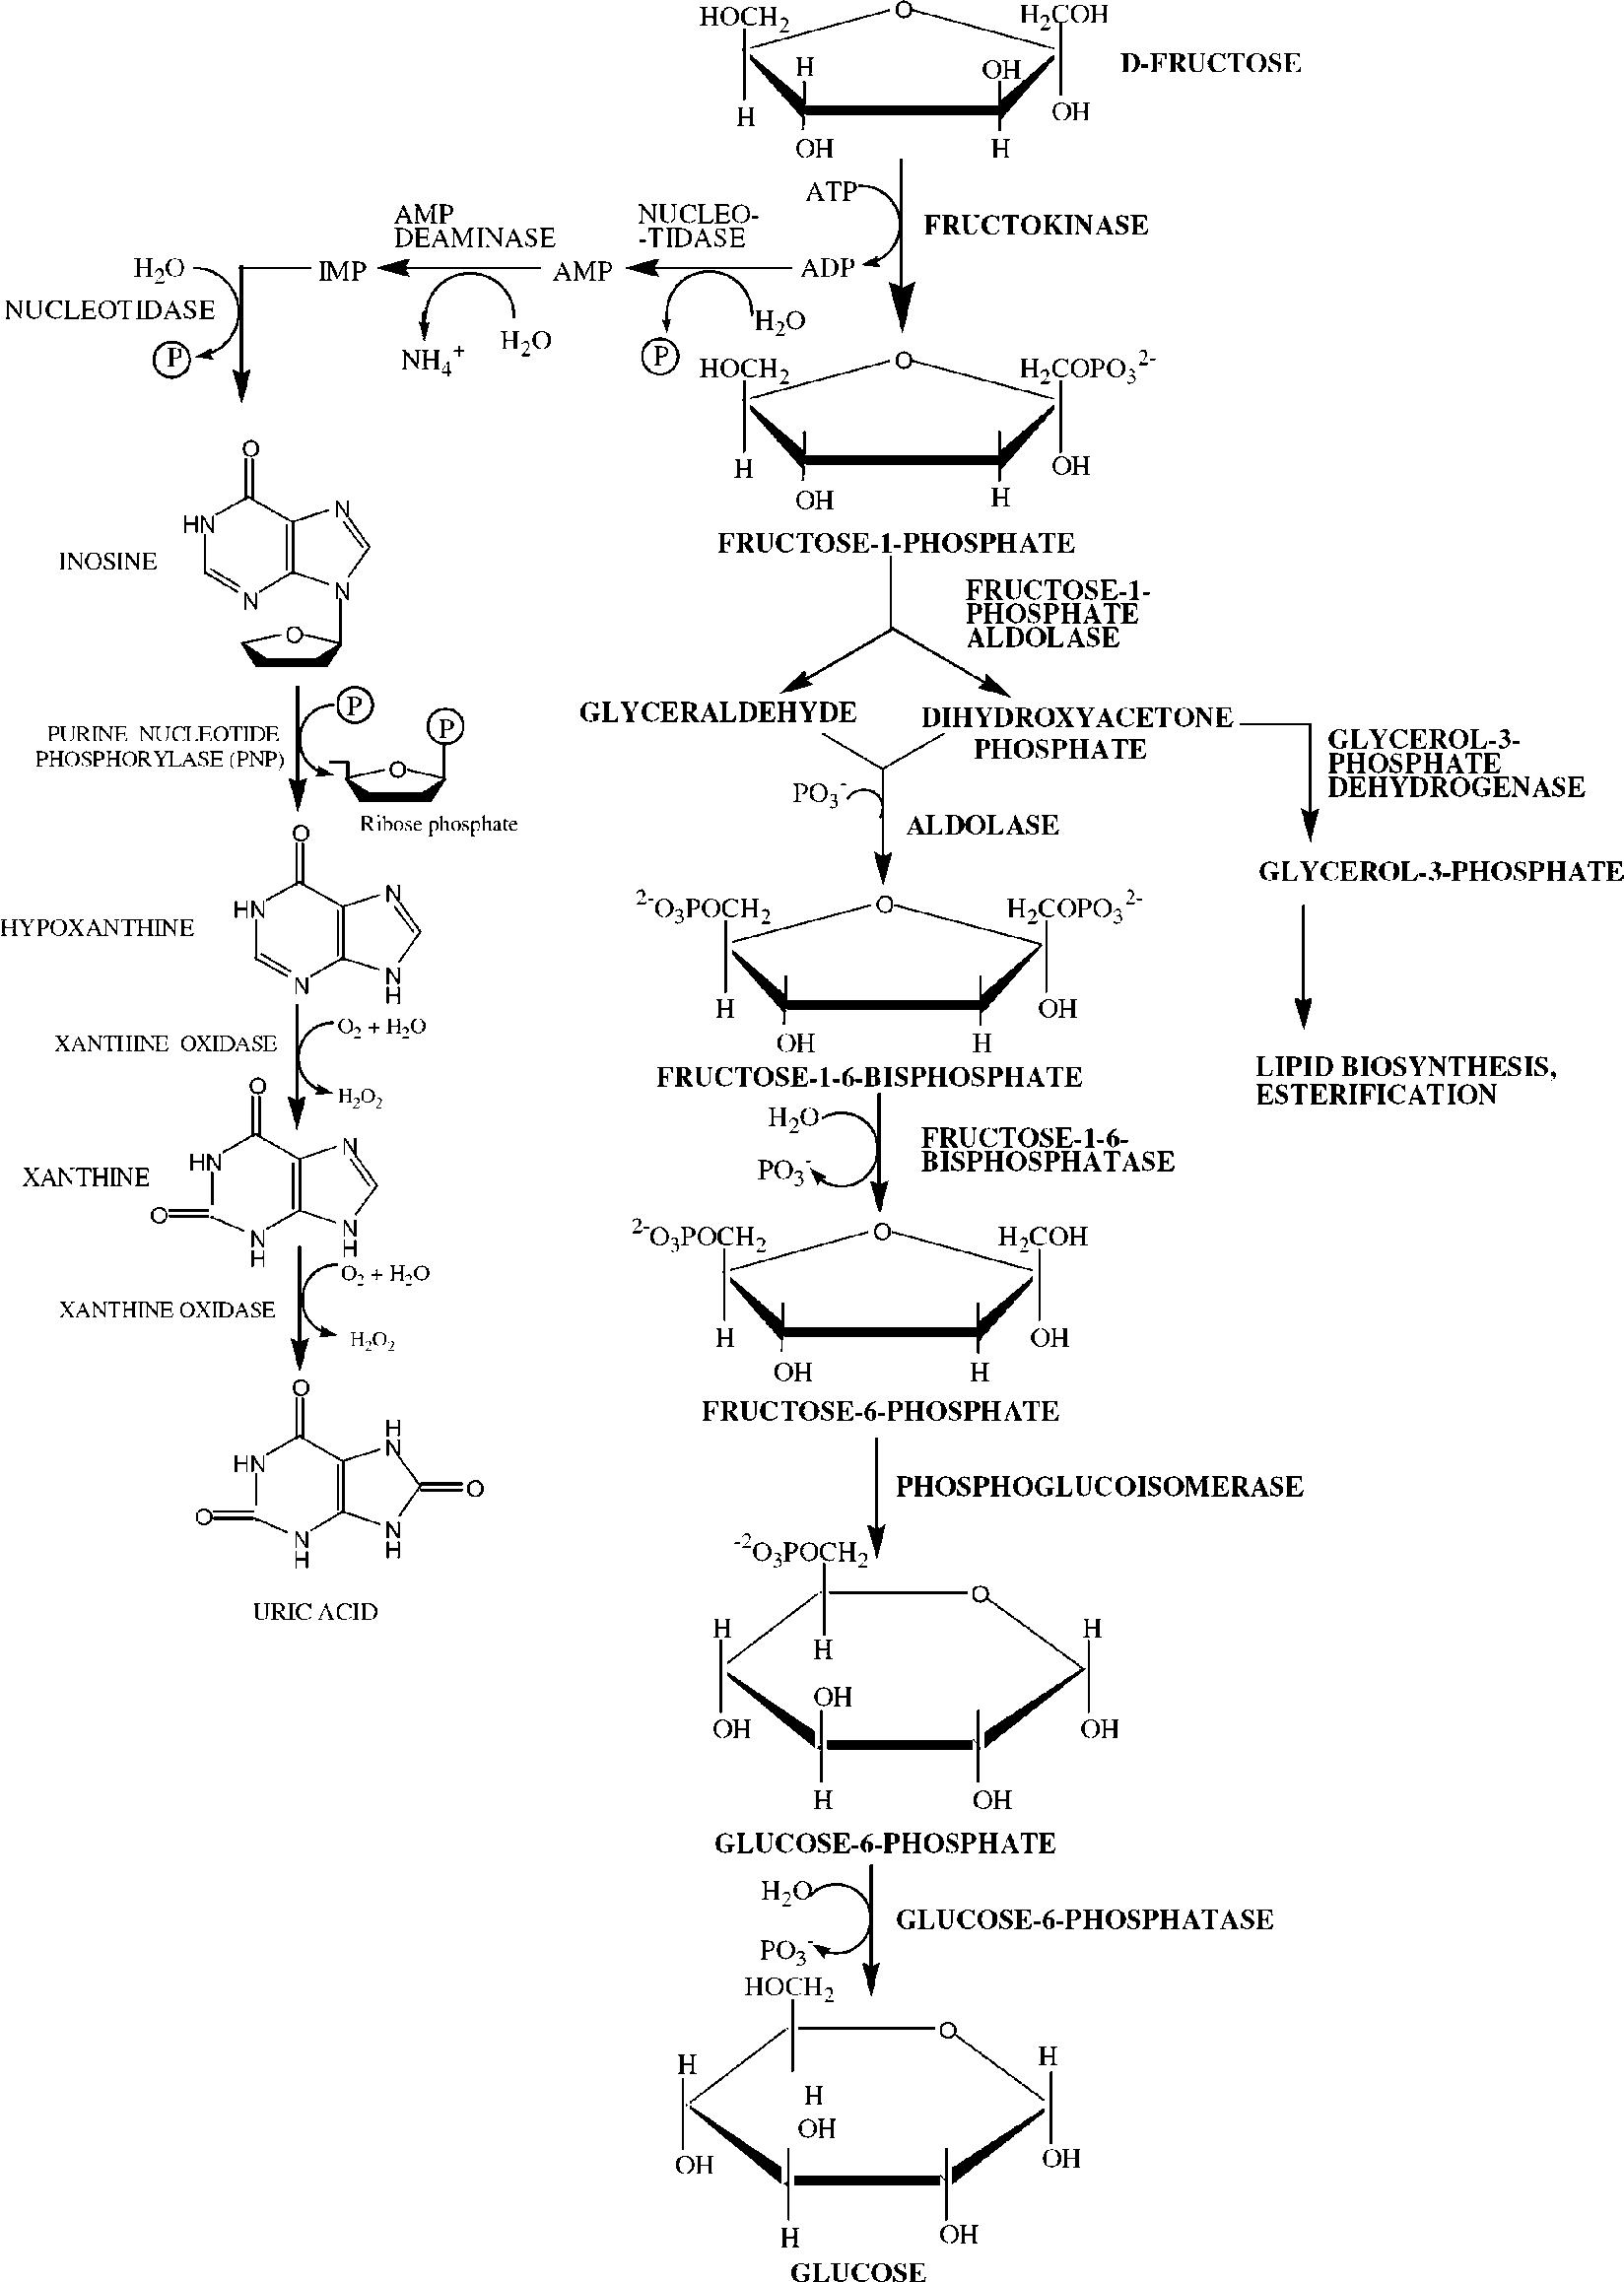 HOCH2
O
H2COH
D-FRUCTOSE
H
OH
H
OH
OH
H
ATP
FRUCTOKINASE
ADP
NUCLEO-
-TIDASE
H2O
P
AMP
AMP
DEAMINASE
H2O
NH4+
IMP
H2O
NUCLEOTIDASE
P
HOCH2
O
H2COPO3 2-
H
OH
OH
H
FRUCTOSE-1-PHOSPHATE
O
HN
N
N
N
O
INOSINE
FRUCTOSE-1-
PHOSPHATE
ALDOLASE
GLYCERALDEHYDE
DIHYDROXYACETONE
PHOSPHATE
GLYCEROL-3-
PHOSPHATE
DEHYDROGENASE
PURINE NUCLEOTIDE
PHOSPHORYLASE (PNP)
P
P
O
Ribose phosphate
PO3-
ALDOLASE
GLYCEROL-3-PHOSPHATE
LIPID BIOSYNTHESIS,
ESTERIFICATION
O
HN
N
N
N
H
HYPOXANTHINE
2-O3POCH2
O
H2COPO3 2-
H
OH
OH
H
FRUCTOSE-1-6-BISPHOSPHATE
XANTHINE OXIDASE
O2 + H2O
H2O2
H2O
PO3-
FRUCTOSE-1-6-
BISPHOSPHATASE
O
HN
N
O
N
H
N
H
XANTHINE
2-O3POCH2
O
H2COH
H
OH
OH
H
FRUCTOSE-6-PHOSPHATE
XANTHINE OXIDASE
O2 + H2O
H2O2
O
H
N
HN
O
O
N
H
N
H
URIC ACID
PHOSPHOGLUCOISOMERASE
-2O3POCH2
O
H
H
H
OH
OH
OH
H
OH
GLUCOSE-6-PHOSPHATE
H2O
PO3-
GLUCOSE-6-PHOSPHATASE
HOCH2
O
H
H
H
OH
OH
OH
H
OH
GLUCOSE